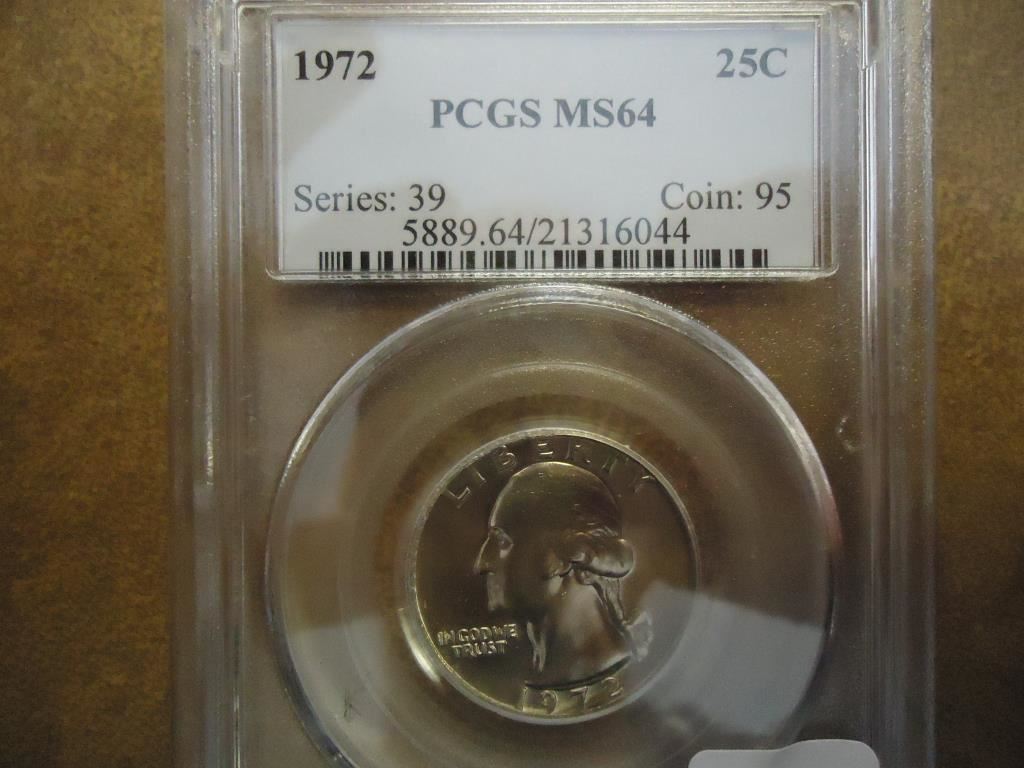 1972 25C
PCGS MS64
Series: 39 Coin: 95
5889.64/21316044
LIBERTY
IN GOD WE
TRUST
1972